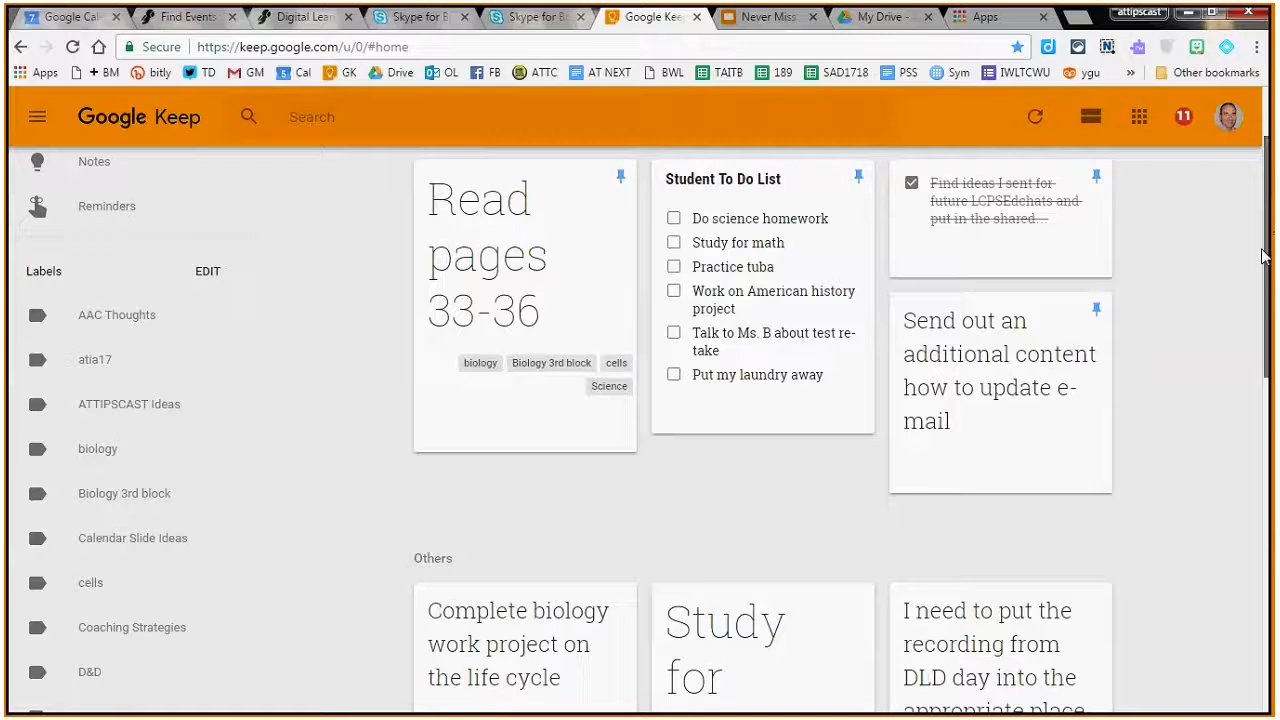 Google Cal
Find Events
Digital Lear
Skype for B
Skype for B
Google Kee
Never Miss
My Drive -
Apps
attipscast
Secure
https://keep.google.com/u/0/#home
Apps
+ BM
bitly
TD
GM
Cal
GK
Drive
OL
FB
ATTC
AT NEXT
BWL
TAITB
189
SAD1718
PSS
Sym
IWLTCWU
ygu
»
Other bookmarks
Google Keep
Search
11
Notes
Reminders
Labels
EDIT
AAC Thoughts
atia17
ATTIPSCAST Ideas
biology
Biology 3rd block
Calendar Slide Ideas
cells
Coaching Strategies
D&D
Read
pages
33-36
biology
Biology 3rd block
cells
Science
Student To Do List
Do science homework
Study for math
Practice tuba
Work on American history
project
Talk to Ms. B about test re-
take
Put my laundry away
Find ideas I sent for
future LCPSEdchats and
put in the shared...
Send out an
additional content
how to update e-
mail
Others
Complete biology
work project on
the life cycle
Study
for
I need to put the
recording from
DLD day into the
appropriate place